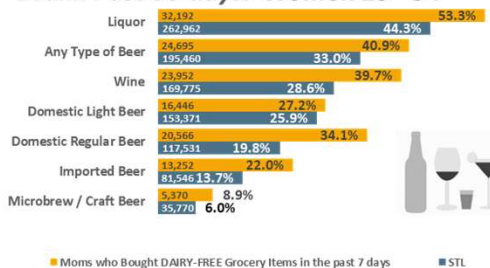 Liquor
32,192 53.3%
262,962 44.3%
Any Type of Beer
24,695 40.9%
195,460 33.0%
Wine
23,952 39.7%
169,775 28.6%
Domestic Light Beer
16,446 27.2%
153,371 25.9%
Domestic Regular Beer
20,566 34.1%
117,531 19.8%
Imported Beer
13,252 22.0%
81,546 13.7%
Microbrew / Craft Beer
5,370 8.9%
35,770 6.0%
Moms who Bought DAIRY-FREE Grocery Items in the past 7 days STL